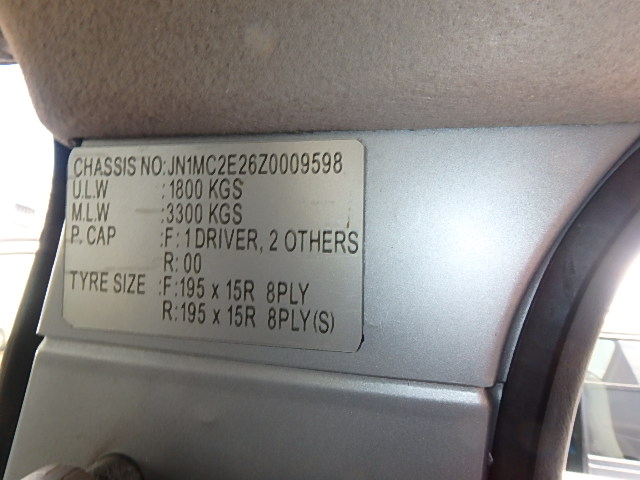 CHASSIS NO: JN1MC2E26Z0009598
U.L.W : 1800 KGS
M.L.W : 3300 KGS
P. CAP : F : 1 DRIVER, 2 OTHERS
R : 00
TYRE SIZE : F : 195 x 15R 8PLY
R : 195 x 15R 8PLY(S)